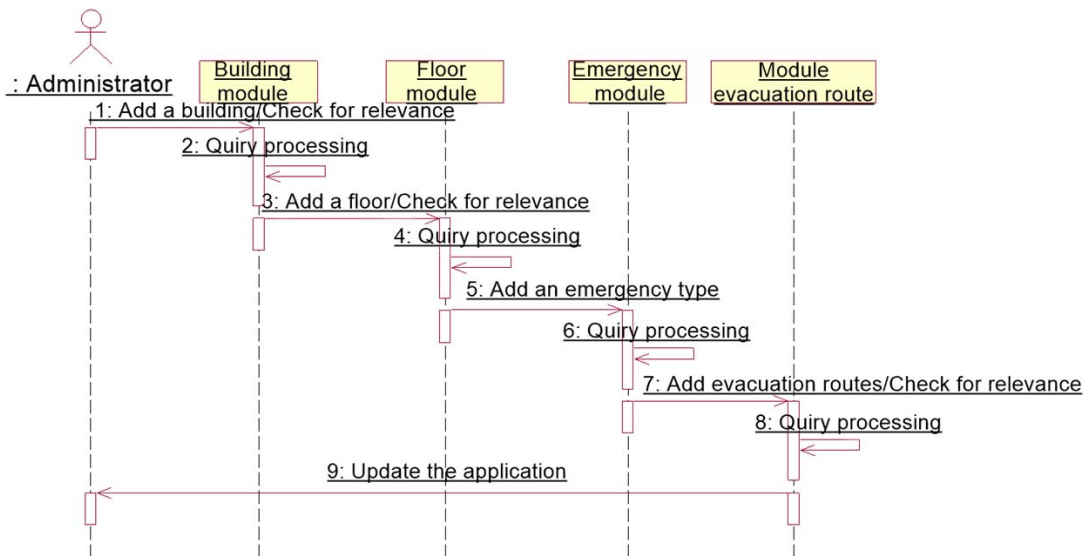 : Administrator
Building
module
Floor
module
Emergency
module
Module
evacuation route
1: Add a building/Check for relevance
2: Quiry processing
3: Add a floor/Check for relevance
4: Quiry processing
5: Add an emergency type
6: Quiry processing
7: Add evacuation routes/Check for relevance
8: Quiry processing
9: Update the application